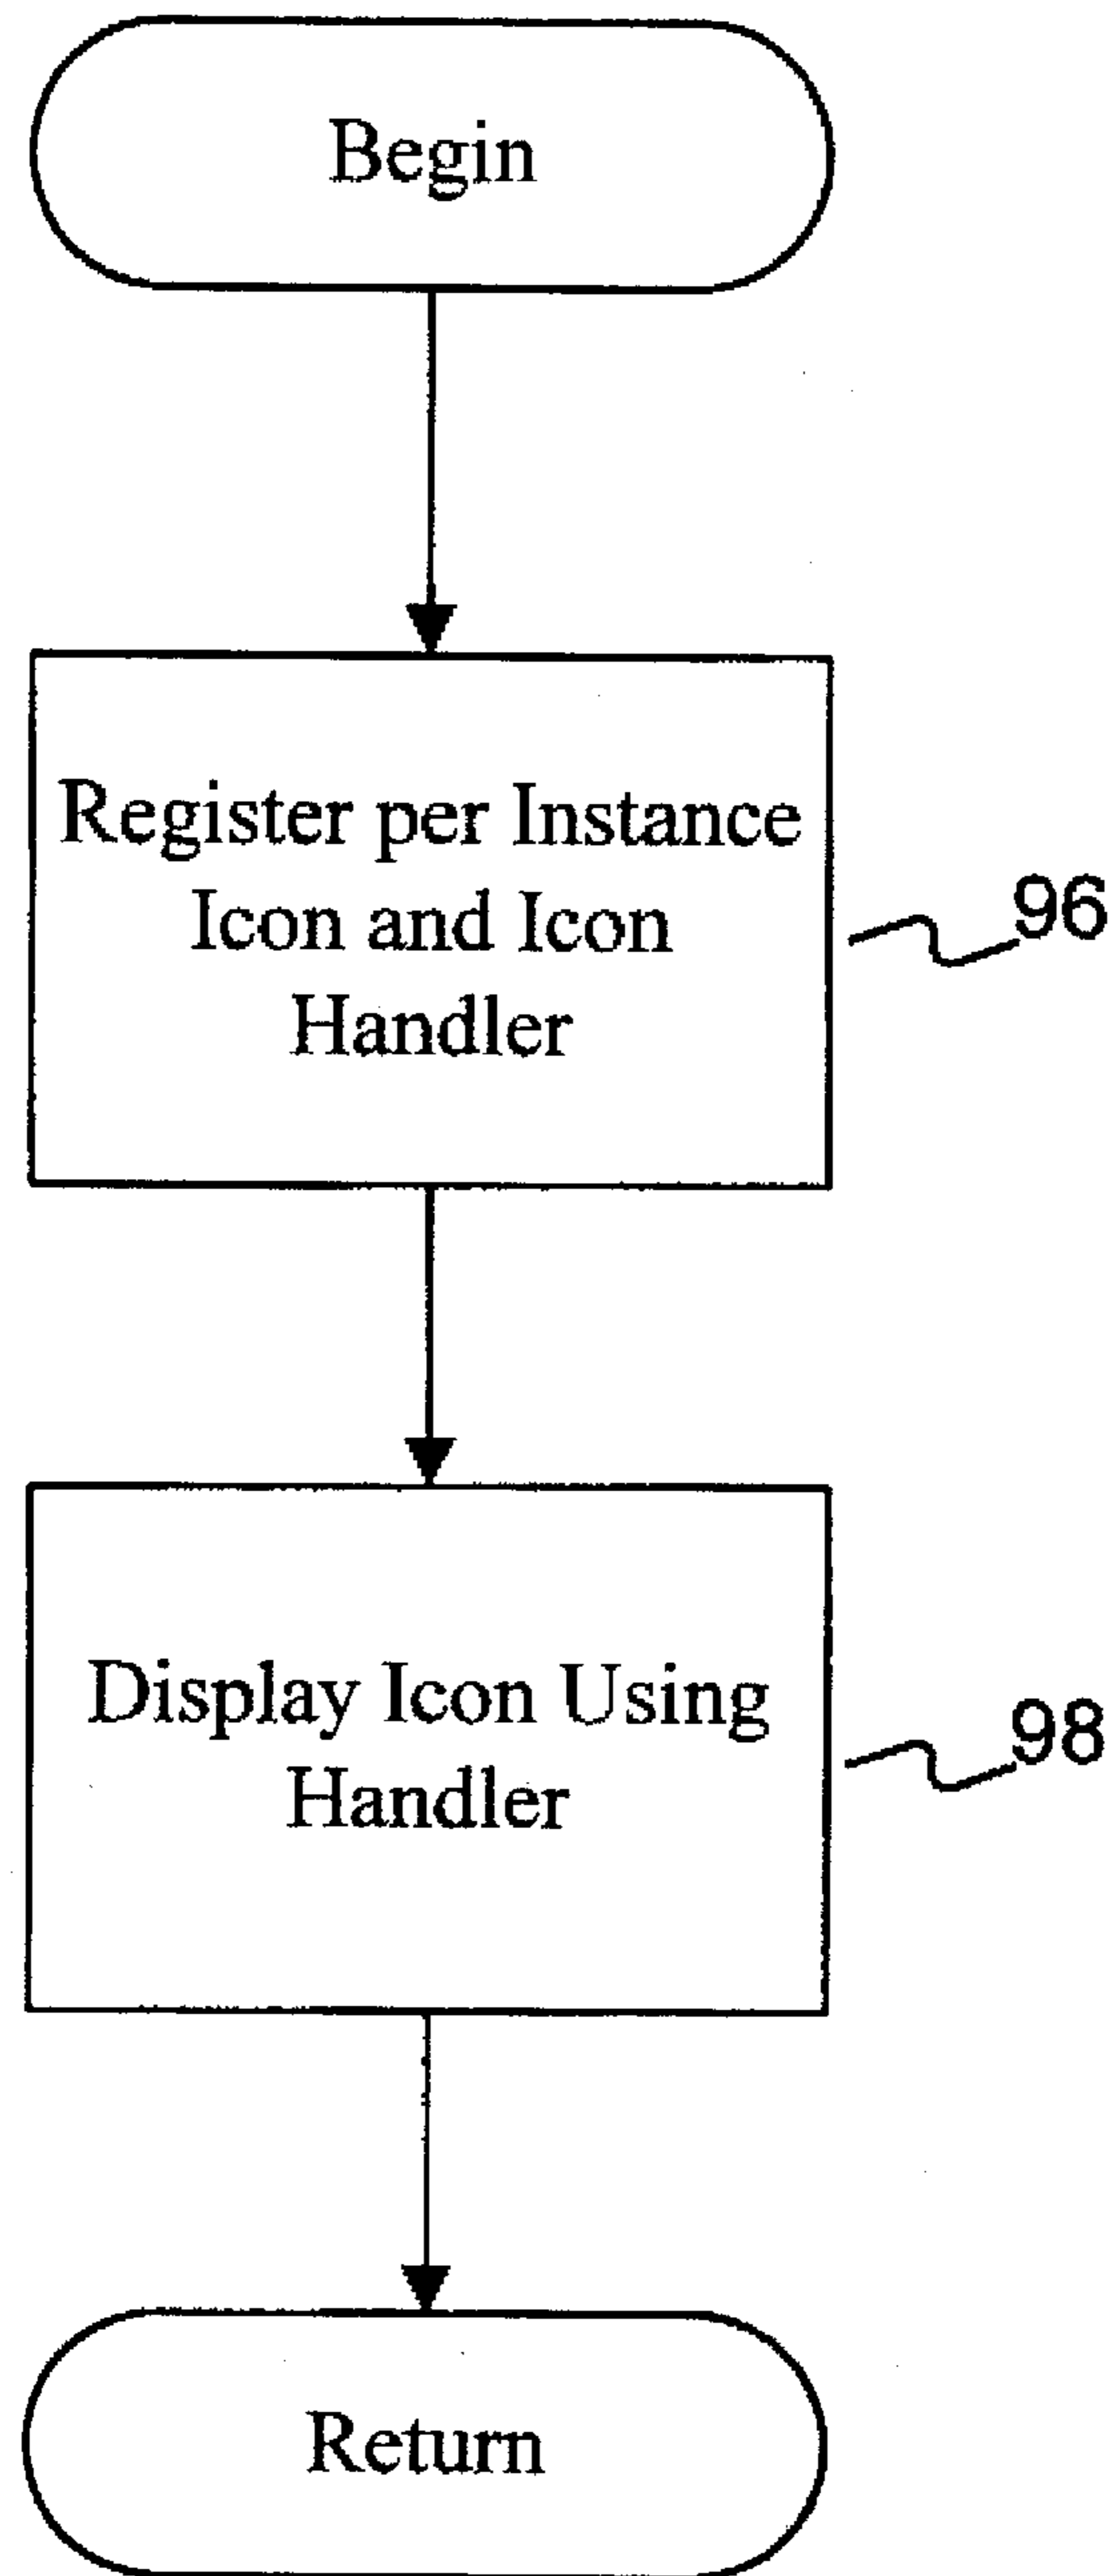 Begin
Register per Instance
Icon and Icon
Handler
96
Display Icon Using
Handler
98
Return